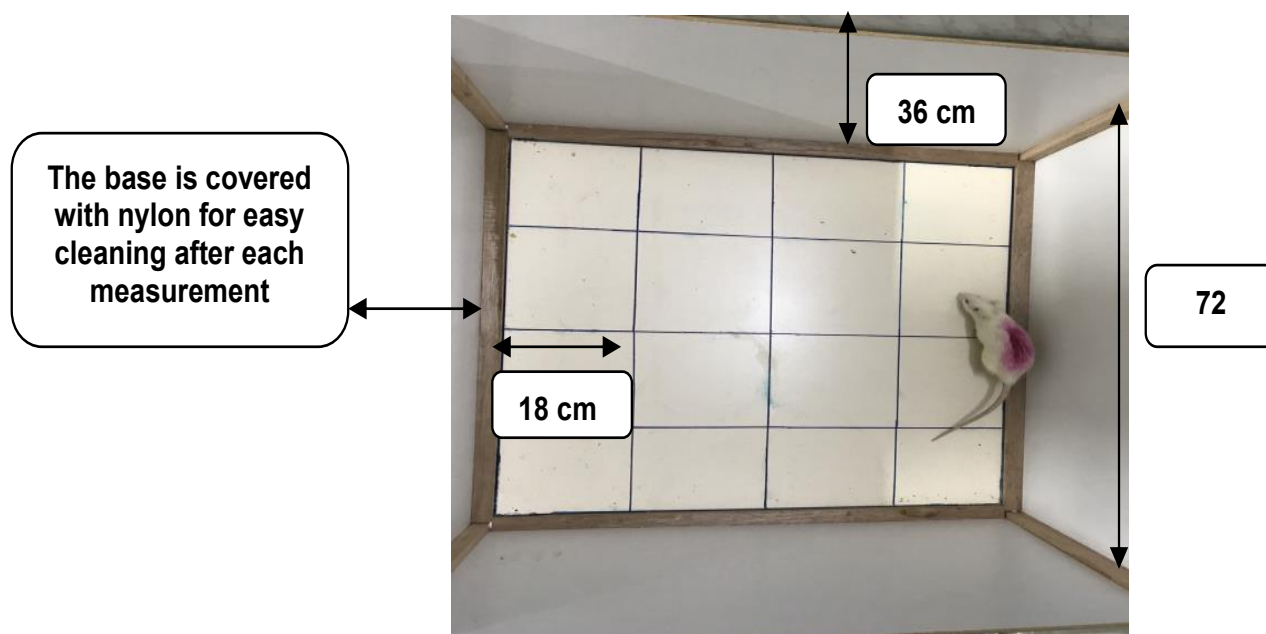 36 cm
The base is covered
with nylon for easy
cleaning after each
measurement
72
18 cm